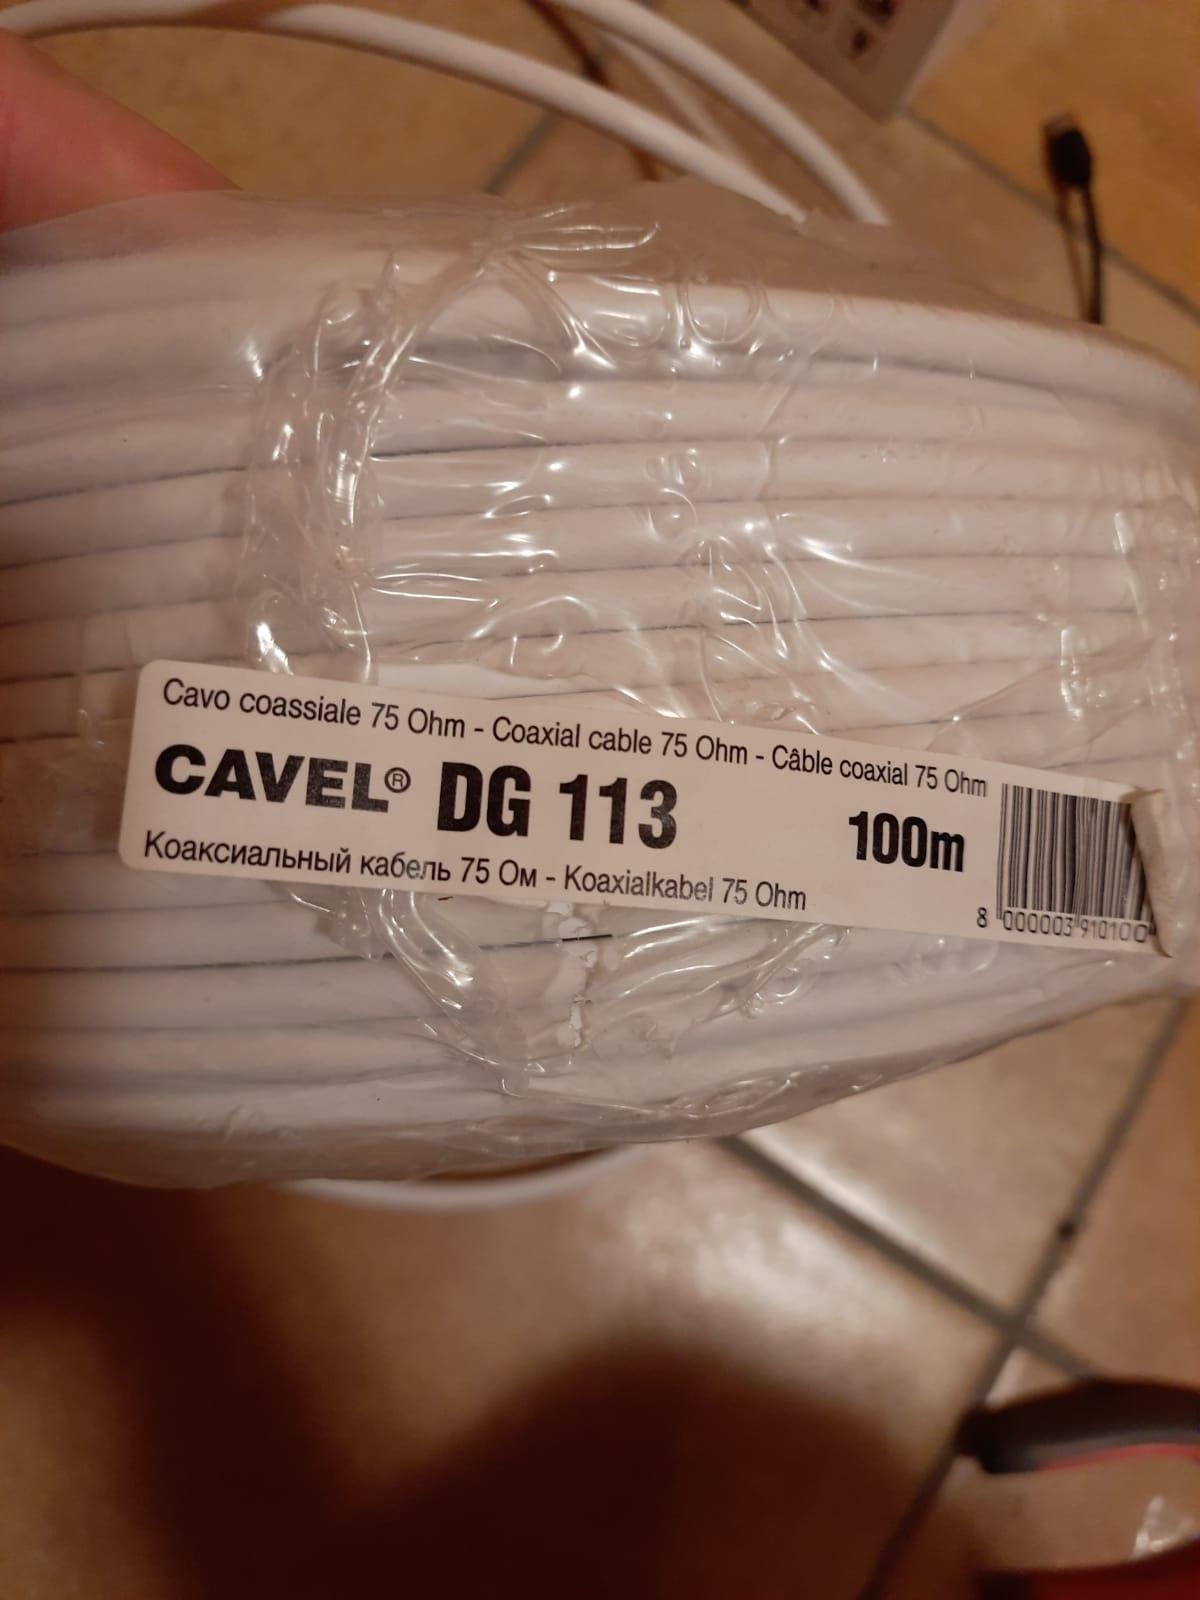 Cavo coassiale 75 Ohm - Coaxial cable 75 Ohm - Câble coaxial 75 Ohm
CAVEL® DG 113 100m
Коаксиальный кабель 75 Ом - Koaxialkabel 75 Ohm
8 000003 910100